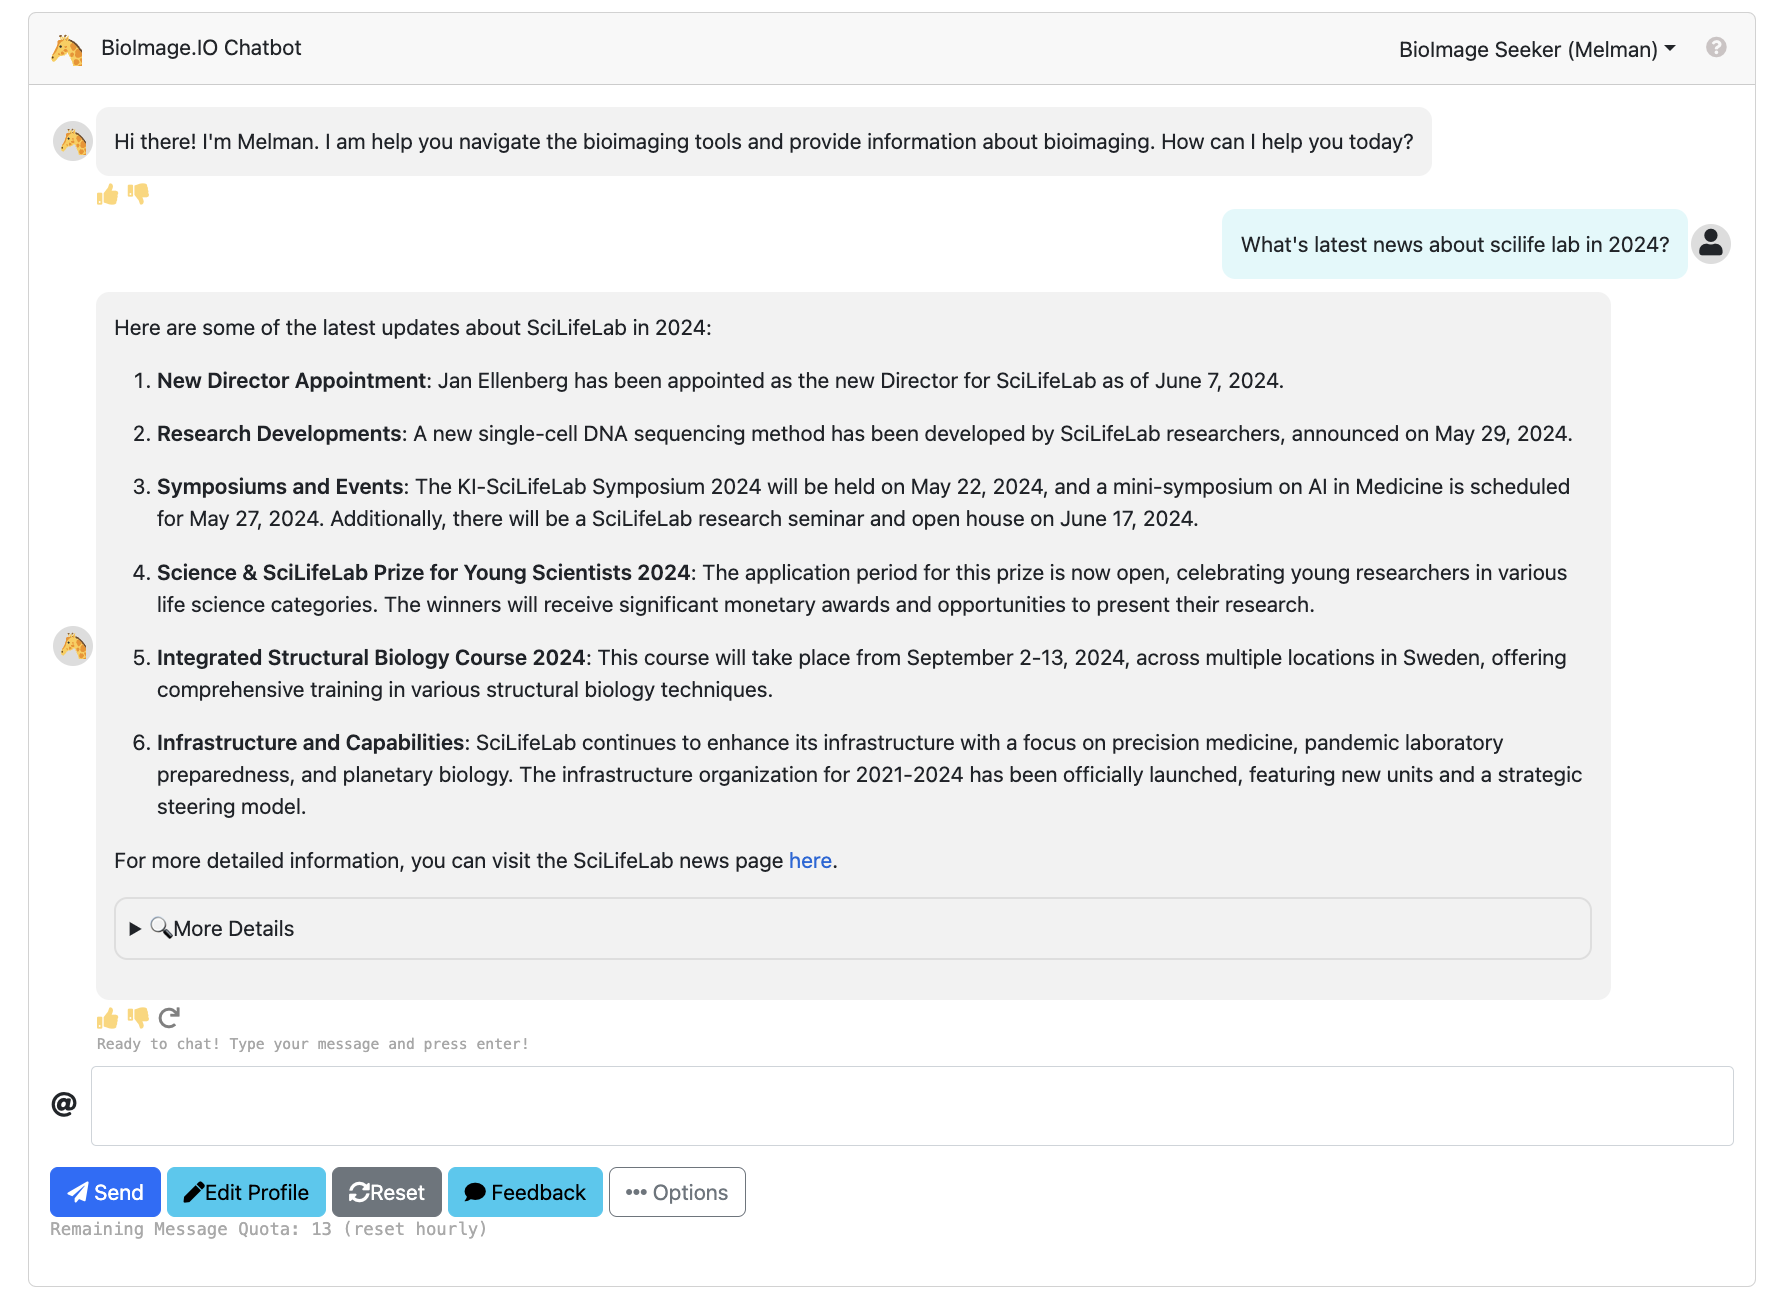 BioImage.IO Chatbot
BioImage Seeker (Melman)
?
Hi there! I'm Melman. I am help you navigate the bioimaging tools and provide information about bioimaging. How can I help you today?
What's latest news about scilife lab in 2024?
Here are some of the latest updates about SciLifeLab in 2024:
1. New Director Appointment: Jan Ellenberg has been appointed as the new Director for SciLifeLab as of June 7, 2024.
2. Research Developments: A new single-cell DNA sequencing method has been developed by SciLifeLab researchers, announced on May 29, 2024.
3. Symposiums and Events: The KI-SciLifeLab Symposium 2024 will be held on May 22, 2024, and a mini-symposium on AI in Medicine is scheduled
for May 27, 2024. Additionally, there will be a SciLifeLab research seminar and open house on June 17, 2024.
4. Science & SciLifeLab Prize for Young Scientists 2024: The application period for this prize is now open, celebrating young researchers in various
life science categories. The winners will receive significant monetary awards and opportunities to present their research.
5. Integrated Structural Biology Course 2024: This course will take place from September 2-13, 2024, across multiple locations in Sweden, offering
comprehensive training in various structural biology techniques.
6. Infrastructure and Capabilities: SciLifeLab continues to enhance its infrastructure with a focus on precision medicine, pandemic laboratory
preparedness, and planetary biology. The infrastructure organization for 2021-2024 has been officially launched, featuring new units and a strategic
steering model.
For more detailed information, you can visit the SciLifeLab news page here.
More Details
Ready to chat! Type your message and press enter!
@
Send
Edit Profile
Reset
Feedback
••• Options
Remaining Message Quota: 13 (reset hourly)